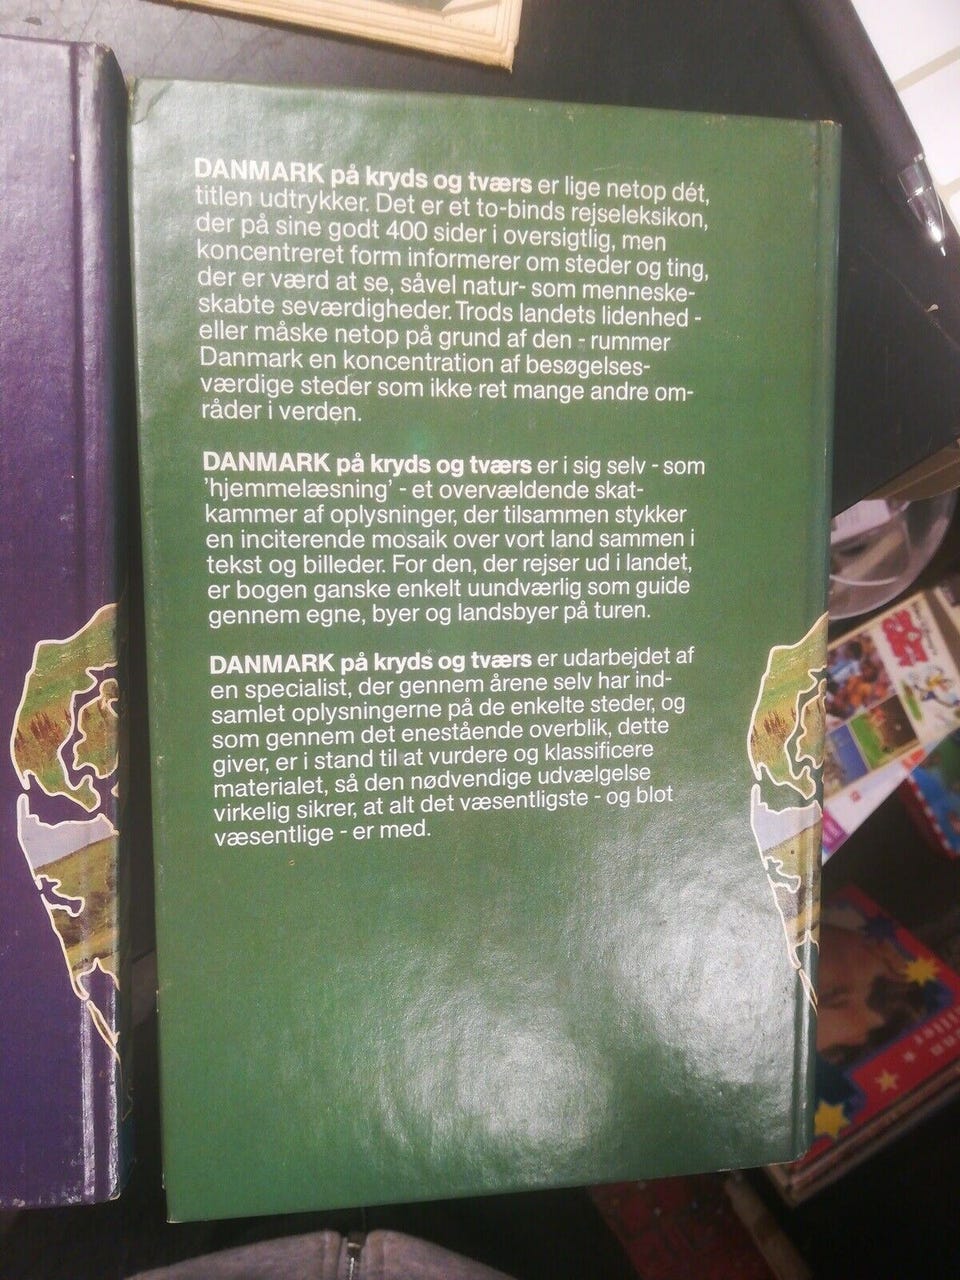 DANMARK på kryds og tværs er lige netop dét,
titlen udtrykker. Det er et to-binds rejseleksikon,
der på sine godt 400 sider i oversigtlig, men
koncentreret form informerer om steder og ting,
der er værd at se, såvel natur- som menneske-
skabte seværdigheder. Trods landets lidenhed -
eller måske netop på grund af den - rummer
Danmark en koncentration af besøgelses-
værdige steder som ikke ret mange andre om-
råder i verden.
DANMARK på kryds og tværs er i sig selv - som
'hjemmelæsning' - et overvældende skat-
kammer af oplysninger, der tilsammen stykker
en inciterende mosaik over vort land sammen i
tekst og billeder. For den, der rejser ud i landet,
er bogen ganske enkelt uundværlig som guide
gennem egne, byer og landsbyer på turen.
DANMARK på kryds og tværs er udarbejdet af
en specialist, der gennem årene selv har ind-
samlet oplysningerne på de enkelte steder, og
som gennem det enestående overblik, dette
giver, er i stand til at vurdere og klassificere
materialet, så den nødvendige udvælgelse
virkelig sikrer, at alt det væsentligste - og blot
væsentlige - er med.